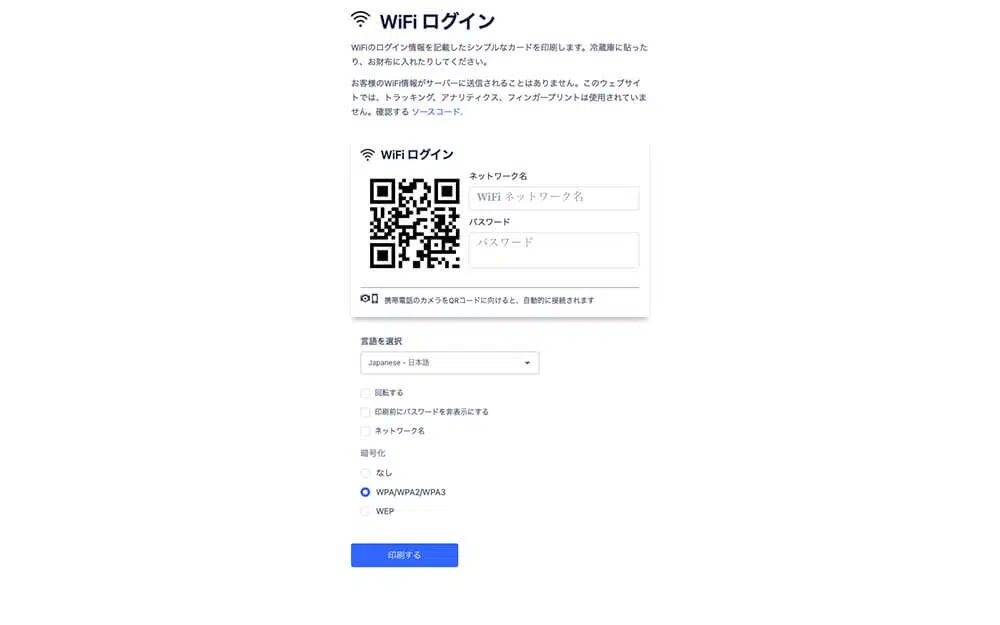 WiFi ログイン
WiFiのログイン情報を記載したシンプルなカードを印刷します。冷蔵庫に貼った
り、お財布に入れたりしてください。
お客様のWiFi情報がサーバーに送信されることはありません。このウェブサイ
トでは、トラッキング、アナリティクス、フィンガープリントは使用されていま
せん。確認する ソースコード.
WiFi ログイン
ネットワーク名
WiFi ネットワーク名
パスワード
パスワード
携帯電話のカメラをQRコードに向けると、自動的に接続されます
言語を選択
Japanese - 日本語
回転する
印刷前にパスワードを非表示にする
ネットワーク名
暗号化
なし
WPA/WPA2/WPA3
WEP
印刷する